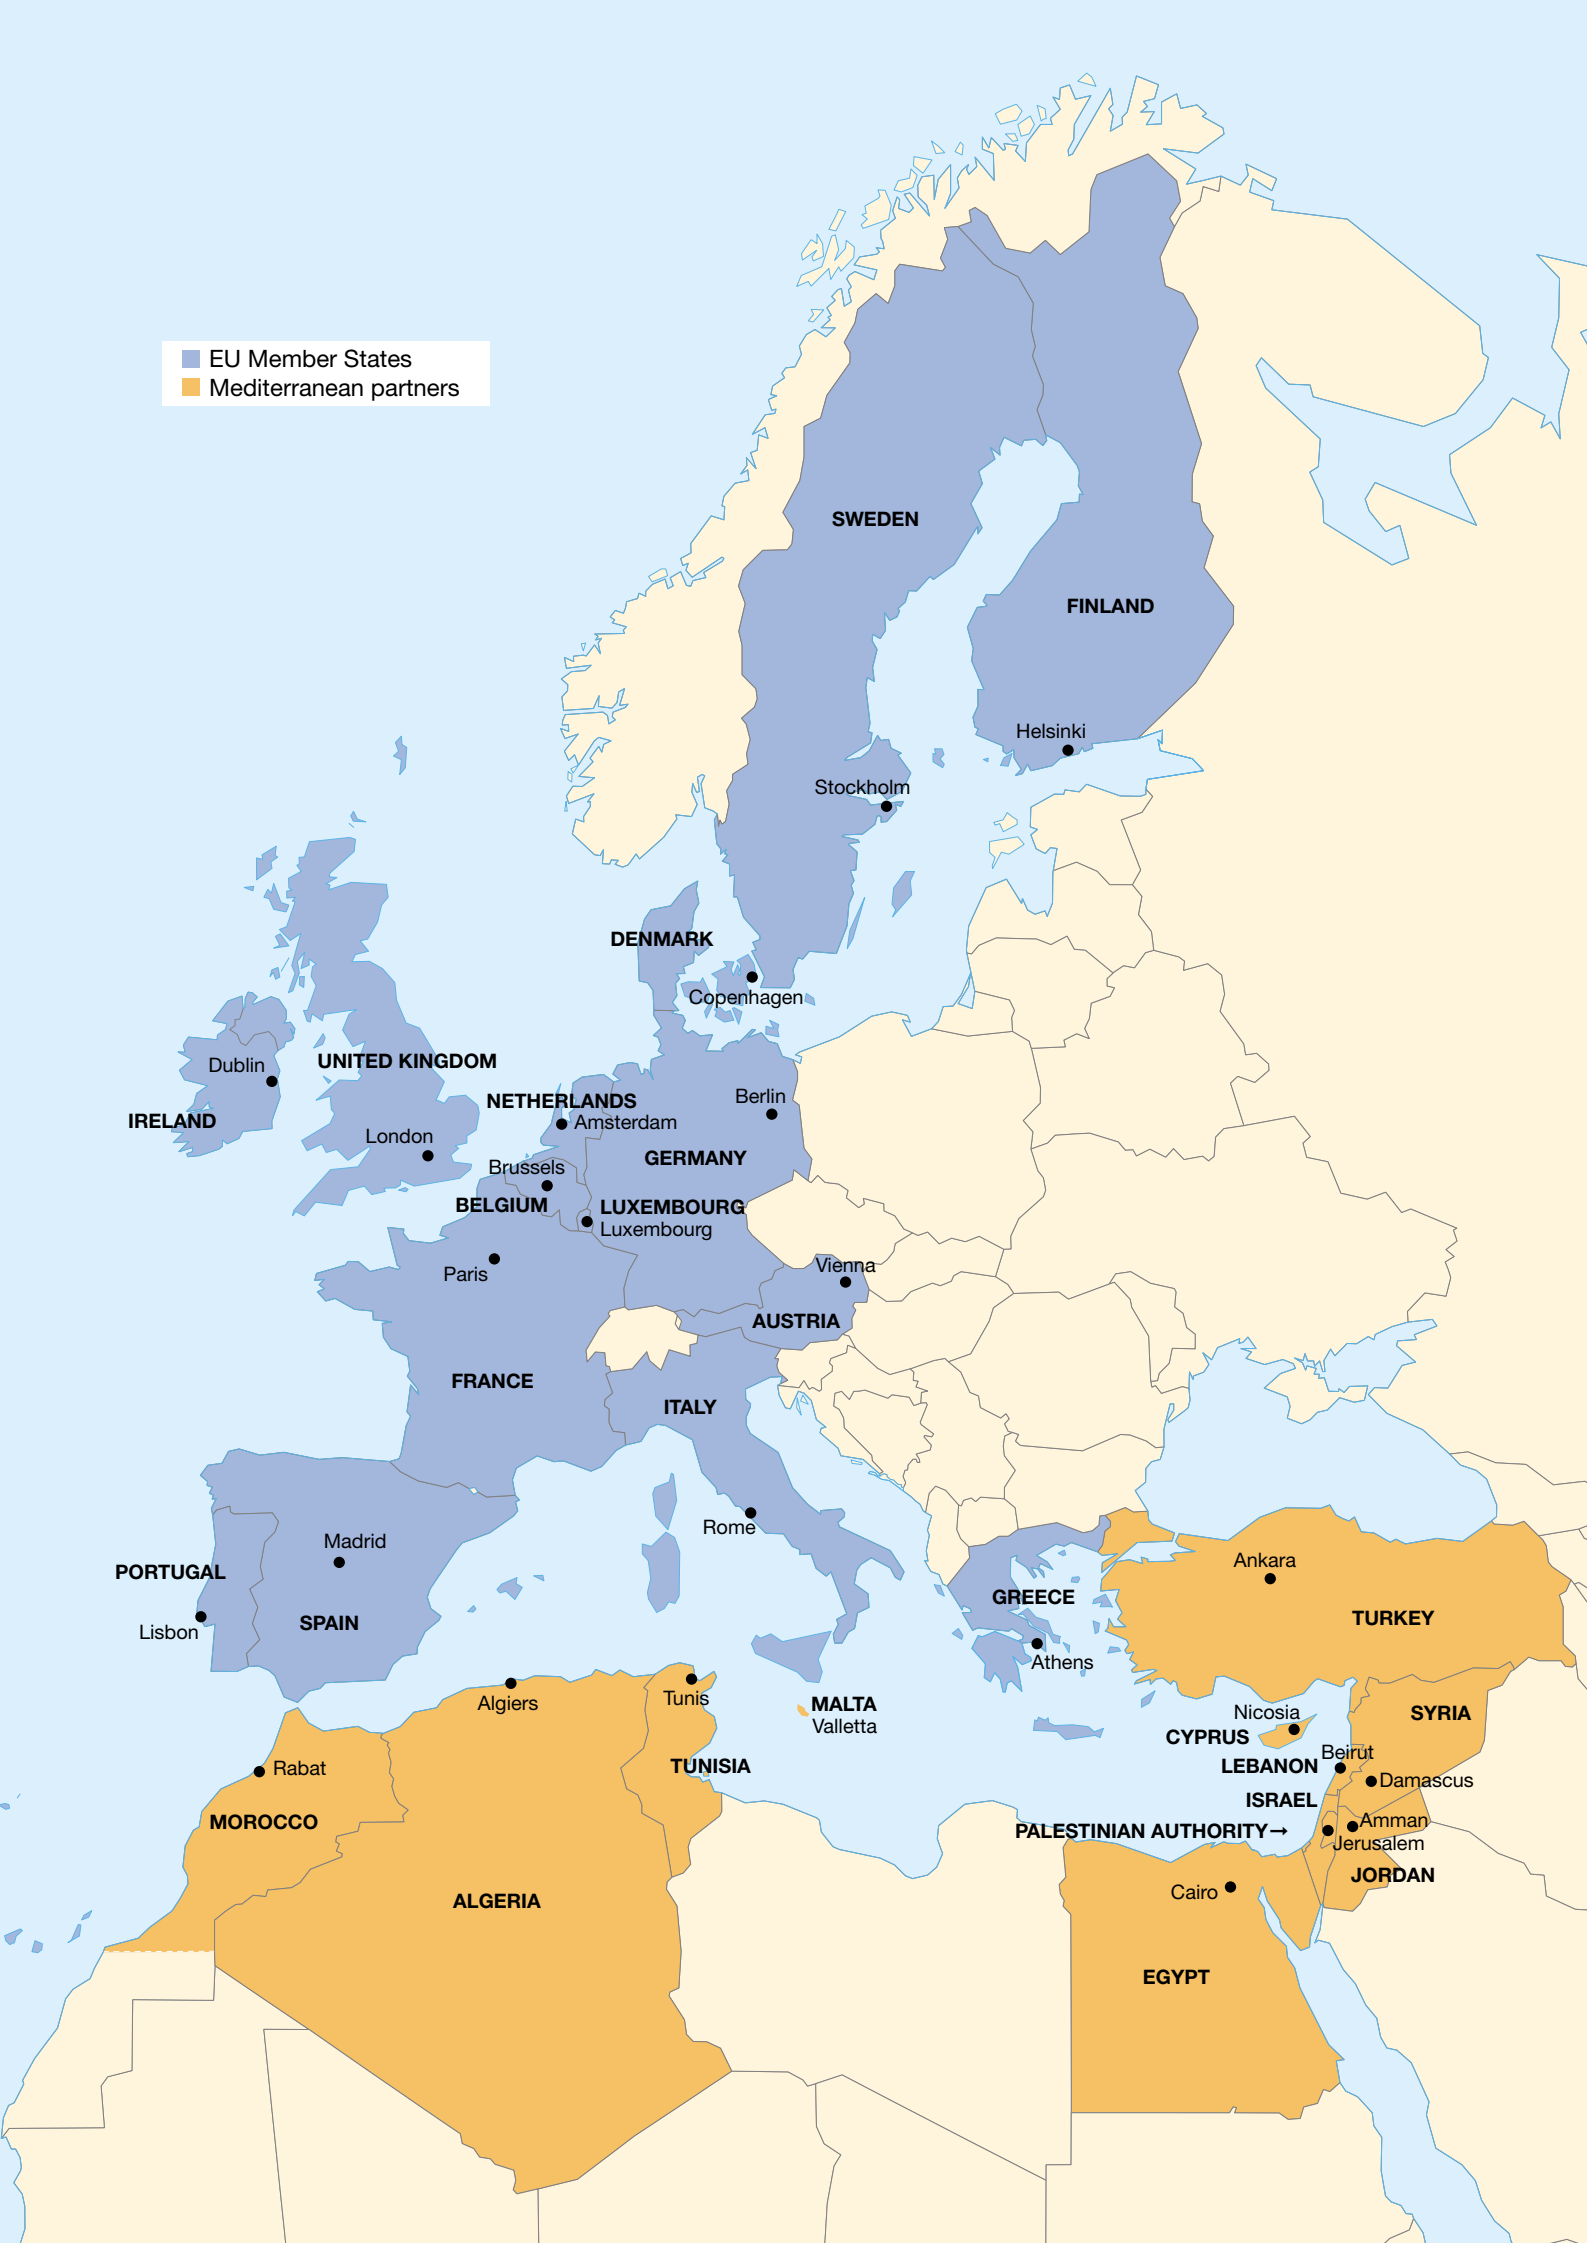 EU Member States
Mediterranean partners
SWEDEN
FINLAND
Helsinki
Stockholm
DENMARK
Copenhagen
UNITED KINGDOM
Dublin
IRELAND
London
NETHERLANDS
Amsterdam
Berlin
GERMANY
Brussels
BELGIUM
LUXEMBOURG
Luxembourg
Paris
Vienna
AUSTRIA
FRANCE
ITALY
Rome
Madrid
PORTUGAL
SPAIN
Lisbon
GREECE
Athens
Ankara
TURKEY
Algiers
Tunis
MALTA
Valletta
Nicosia
CYPRUS
SYRIA
Beirut
LEBANON
Damascus
ISRAEL
Amman
PALESTINIAN AUTHORITY→
Jerusalem
JORDAN
TUNISIA
Rabat
MOROCCO
ALGERIA
Cairo
EGYPT